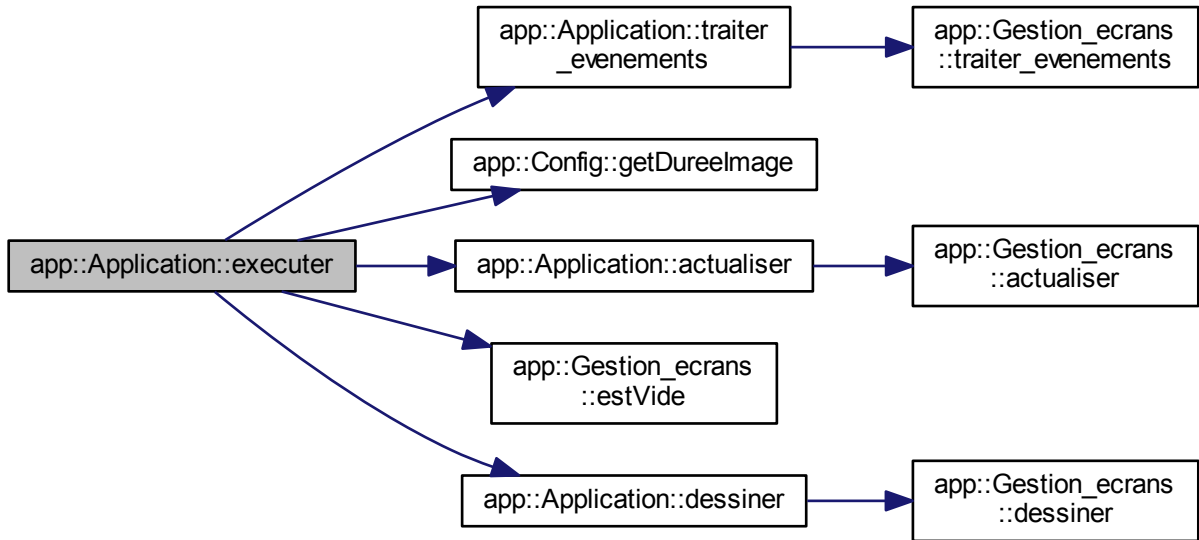 app::Application::traiter
_evenements
app::Gestion_ecrans
::traiter_evenements
app::Config::getDureeImage
app::Application::executer
app::Application::actualiser
app::Gestion_ecrans
::actualiser
app::Gestion_ecrans
::estVide
app::Application::dessiner
app::Gestion_ecrans
::dessiner